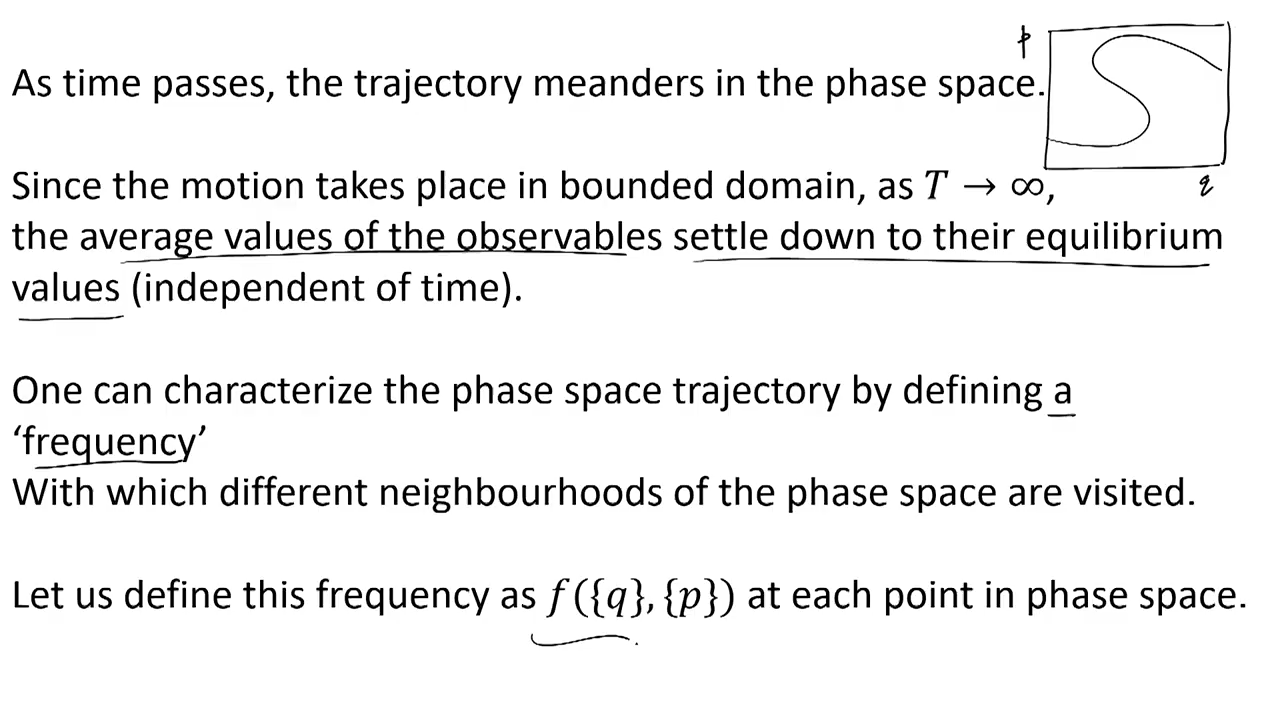 p
As time passes, the trajectory meanders in the phase space.
Since the motion takes place in bounded domain, as T → ∞,
q
the average values of the observables settle down to their equilibrium
values (independent of time).
One can characterize the phase space trajectory by defining a
‘frequency’
With which different neighbourhoods of the phase space are visited.
Let us define this frequency as f({q}, {p}) at each point in phase space.